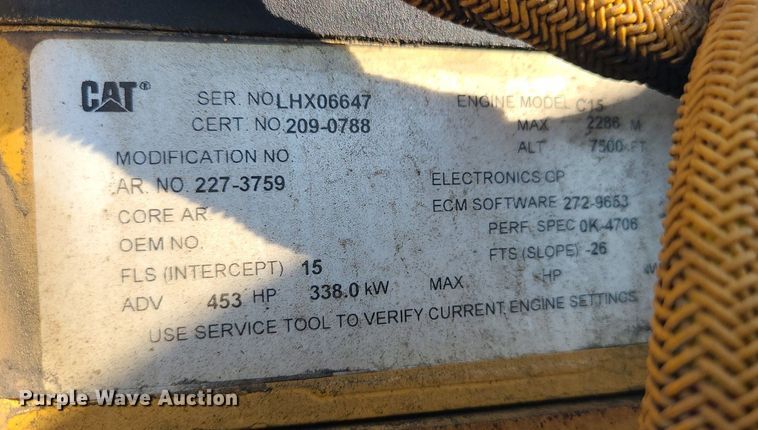 CAT®
SER. NO. LHX06647
ENGINE MODEL C15
CERT. NO. 209-0788
MAX 2286 M
ALT 7500 FT
MODIFICATION NO.
AR. NO. 227-3759
ELECTRONICS GP
CORE AR
ECM SOFTWARE 272-9653
OEM NO.
PERF. SPEC 0K-4706
FLS (INTERCEPT) 15
FTS (SLOPE) -26
ADV 453 HP 338.0 kW MAX HP
USE SERVICE TOOL TO VERIFY CURRENT ENGINE SETTINGS
Purple Wave Auction